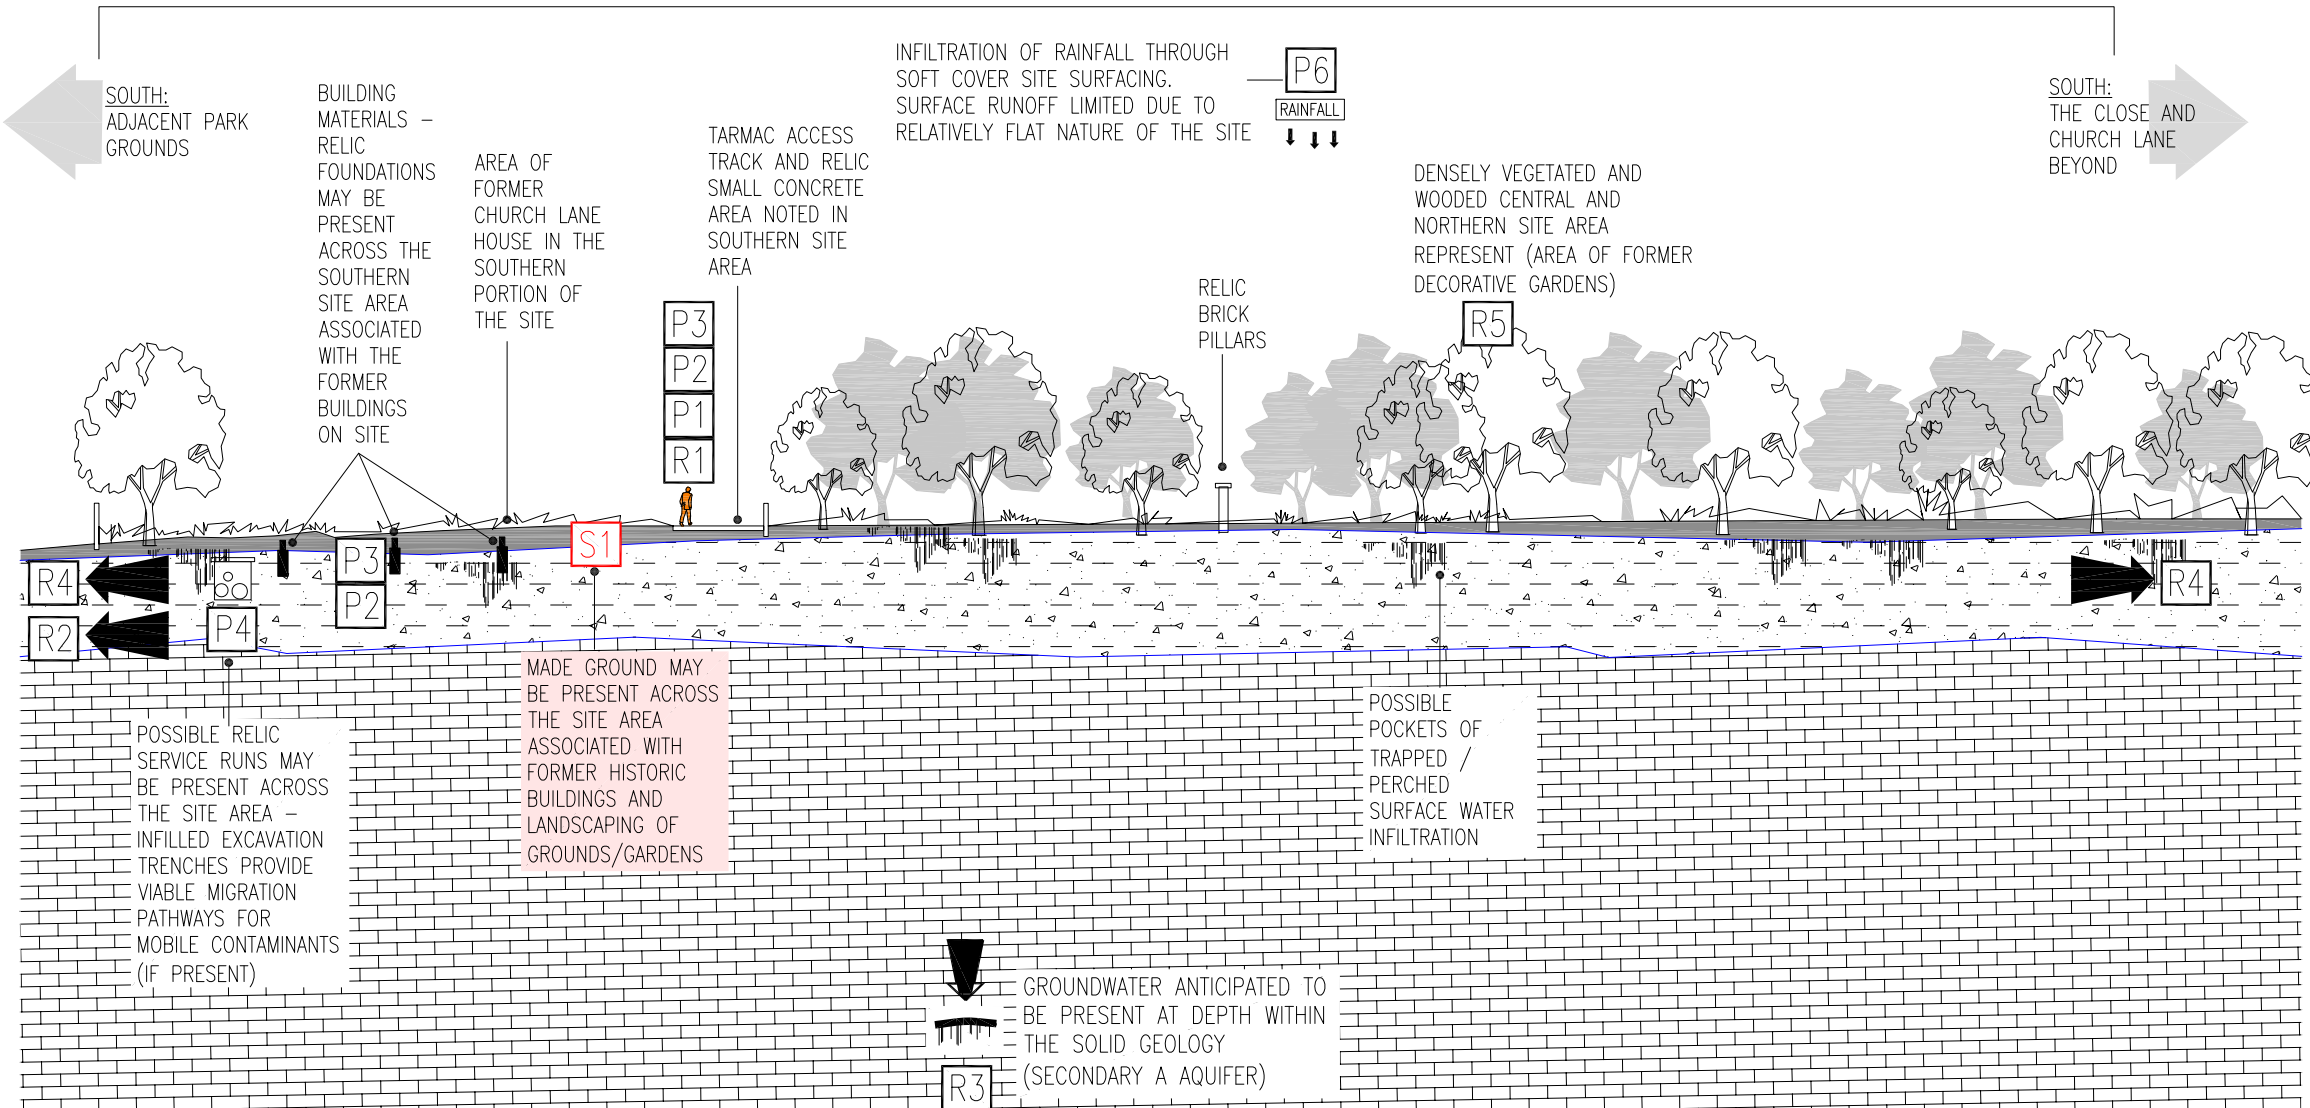 SOUTH:
ADJACENT PARK
GROUNDS
BUILDING
MATERIALS –
RELIC
FOUNDATIONS
MAY BE
PRESENT
ACROSS THE
SOUTHERN
SITE AREA
ASSOCIATED
WITH THE
FORMER
BUILDINGS
ON SITE
AREA OF
FORMER
CHURCH LANE
HOUSE IN THE
SOUTHERN
PORTION OF
THE SITE
TARMAC ACCESS
TRACK AND RELIC
SMALL CONCRETE
AREA NOTED IN
SOUTHERN SITE
AREA
INFILTRATION OF RAINFALL THROUGH
SOFT COVER SITE SURFACING.
SURFACE RUNOFF LIMITED DUE TO
RELATIVELY FLAT NATURE OF THE SITE
P6
RAINFALL
RELIC
BRICK
PILLARS
DENSELY VEGETATED AND
WOODED CENTRAL AND
NORTHERN SITE AREA
REPRESENT (AREA OF FORMER
DECORATIVE GARDENS)
R5
SOUTH:
THE CLOSE AND
CHURCH LANE
BEYOND
P3
P2
P1
R1
S1
R4
R2
P4
P3
P2
R4
POSSIBLE RELIC
SERVICE RUNS MAY
BE PRESENT ACROSS
THE SITE AREA –
INFILLED EXCAVATION
TRENCHES PROVIDE
VIABLE MIGRATION
PATHWAYS FOR
MOBILE CONTAMINANTS
(IF PRESENT)
MADE GROUND MAY
BE PRESENT ACROSS
THE SITE AREA
ASSOCIATED WITH
FORMER HISTORIC
BUILDINGS AND
LANDSCAPING OF
GROUNDS/GARDENS
POSSIBLE
POCKETS OF
TRAPPED /
PERCHED
SURFACE WATER
INFILTRATION
GROUNDWATER ANTICIPATED TO
BE PRESENT AT DEPTH WITHIN
THE SOLID GEOLOGY
(SECONDARY A AQUIFER)
R3